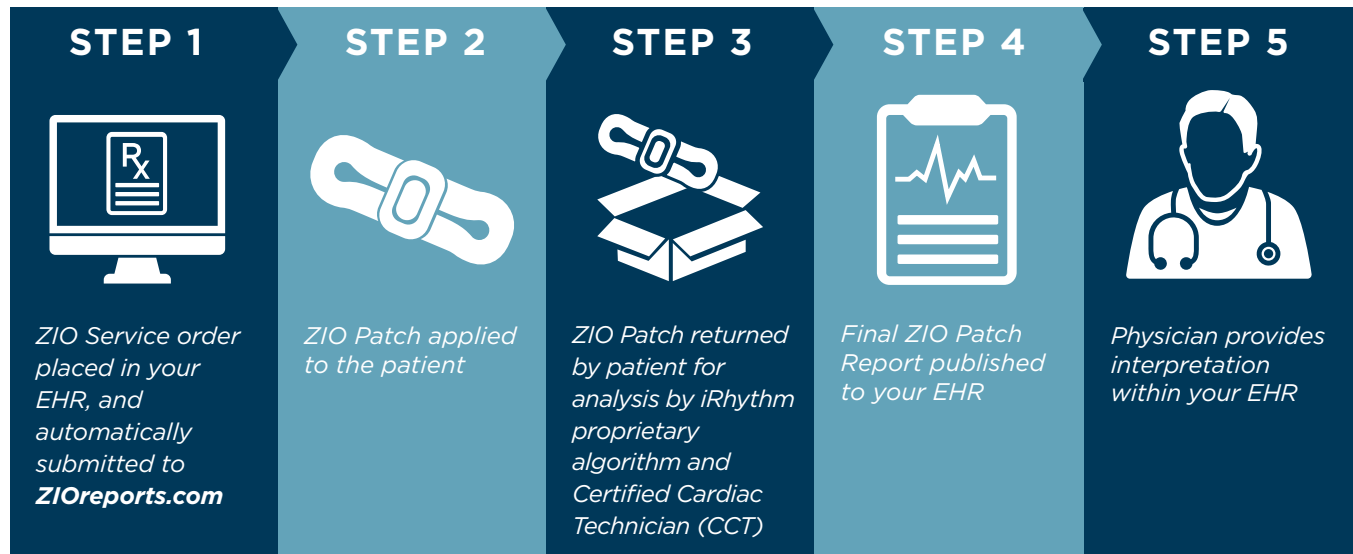 STEP 1
STEP 2
STEP 3
STEP 4
STEP 5
Rx
ZIO Service order
placed in your
EHR, and
automatically
submitted to
ZIOreports.com
ZIO Patch applied
to the patient
ZIO Patch returned
by patient for
analysis by iRhythm
proprietary
algorithm and
Certified Cardiac
Technician (CCT)
Final ZIO Patch
Report published
to your EHR
Physician provides
interpretation
within your EHR